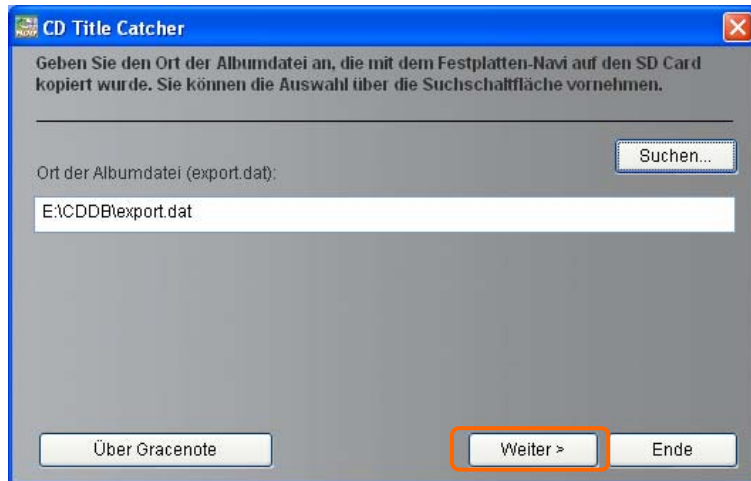 CD Title Catcher
Geben Sie den Ort der Albumdatei an, die mit dem Festplatten-Navi auf den SD Card
kopiert wurde. Sie können die Auswahl über die Suchschaltfläche vornehmen.
Suchen...
Ort der Albumdatei (export.dat):
E:\CDDB\export.dat
Über Gracenote
Weiter >
Ende